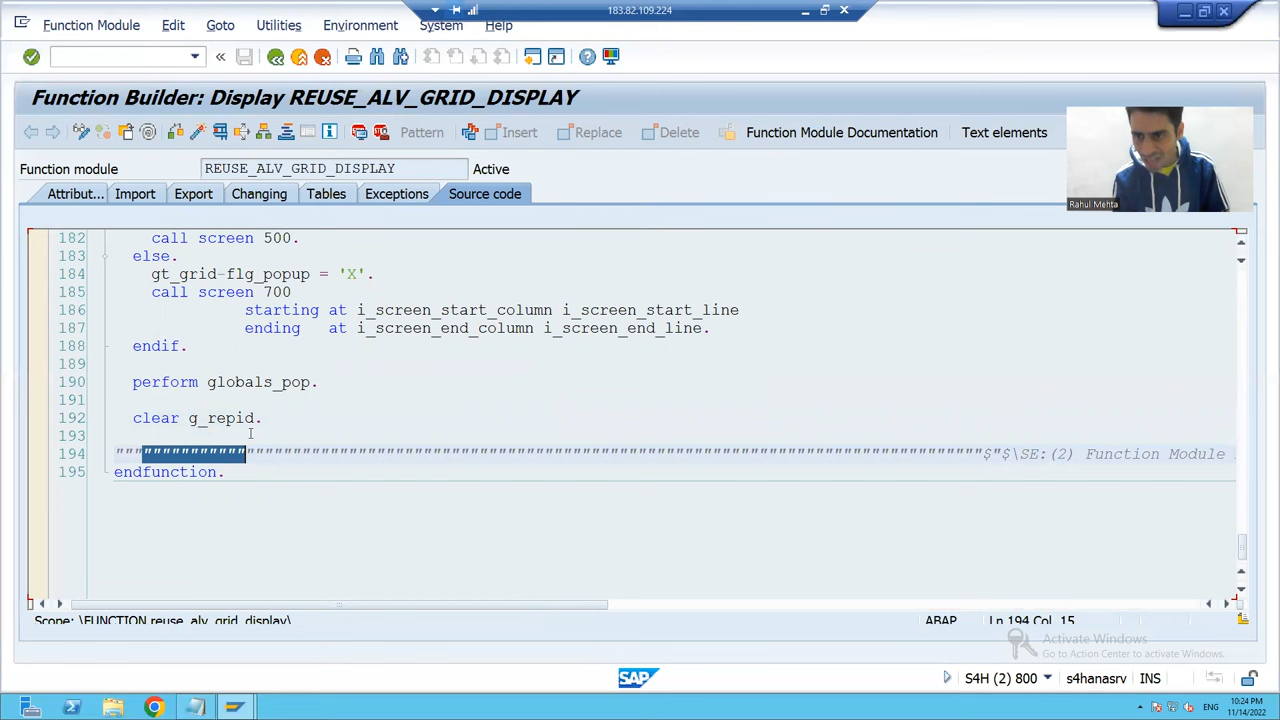 183.82.109.224
Function Module Edit Goto Utilities Environment System Help
Function Builder: Display REUSE_ALV_GRID_DISPLAY
Pattern Insert Replace Delete Function Module Documentation Text elements
Function module REUSE_ALV_GRID_DISPLAY Active
Attribut... Import Export Changing Tables Exceptions Source code
Rahul Mehta
182 call screen 500.
183 else.
184 gt_grid-flg_popup = 'X'.
185 call screen 700
186 starting at i_screen_start_column i_screen_start_line
187 ending at i_screen_end_column i_screen_end_line.
188 endif.
189
190 perform globals_pop.
191
192 clear g_repid.
193
194 $"$\SE:(2) Function Module
195 endfunction.
Scope: \FUNCTION reuse_alv_grid_display\ ABAP Ln 194 Col 15
Activate Windows
Go to Action Center to activate Windows.
SAP S4H (2) 800 s4hanasrv INS
ENG 10:24 PM
11/14/2022